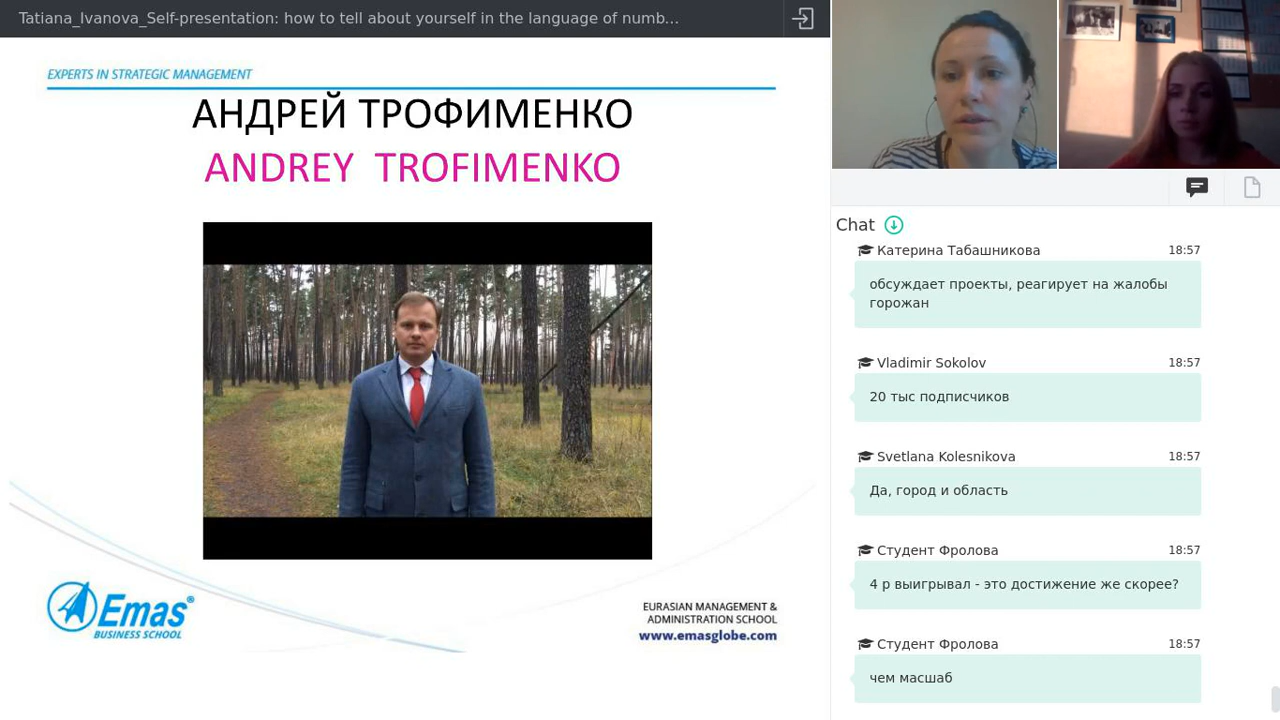 Tatiana_Ivanova_Self-presentation: how to tell about yourself in the language of numb...
EXPERTS IN STRATEGIC MANAGEMENT
АНДРЕЙ ТРОФИМЕНКО
ANDREY TROFIMENKO
Emas®
BUSINESS SCHOOL
EURASIAN MANAGEMENT &
ADMINISTRATION SCHOOL
www.emasglobe.com
Chat
Катерина Табашникова 18:57
обсуждает проекты, реагирует на жалобы
горожан
Vladimir Sokolov 18:57
20 тыс подписчиков
Svetlana Kolesnikova 18:57
Да, город и область
Студент Фролова 18:57
4 р выигрывал - это достижение же скорее?
Студент Фролова 18:57
чем масшаб